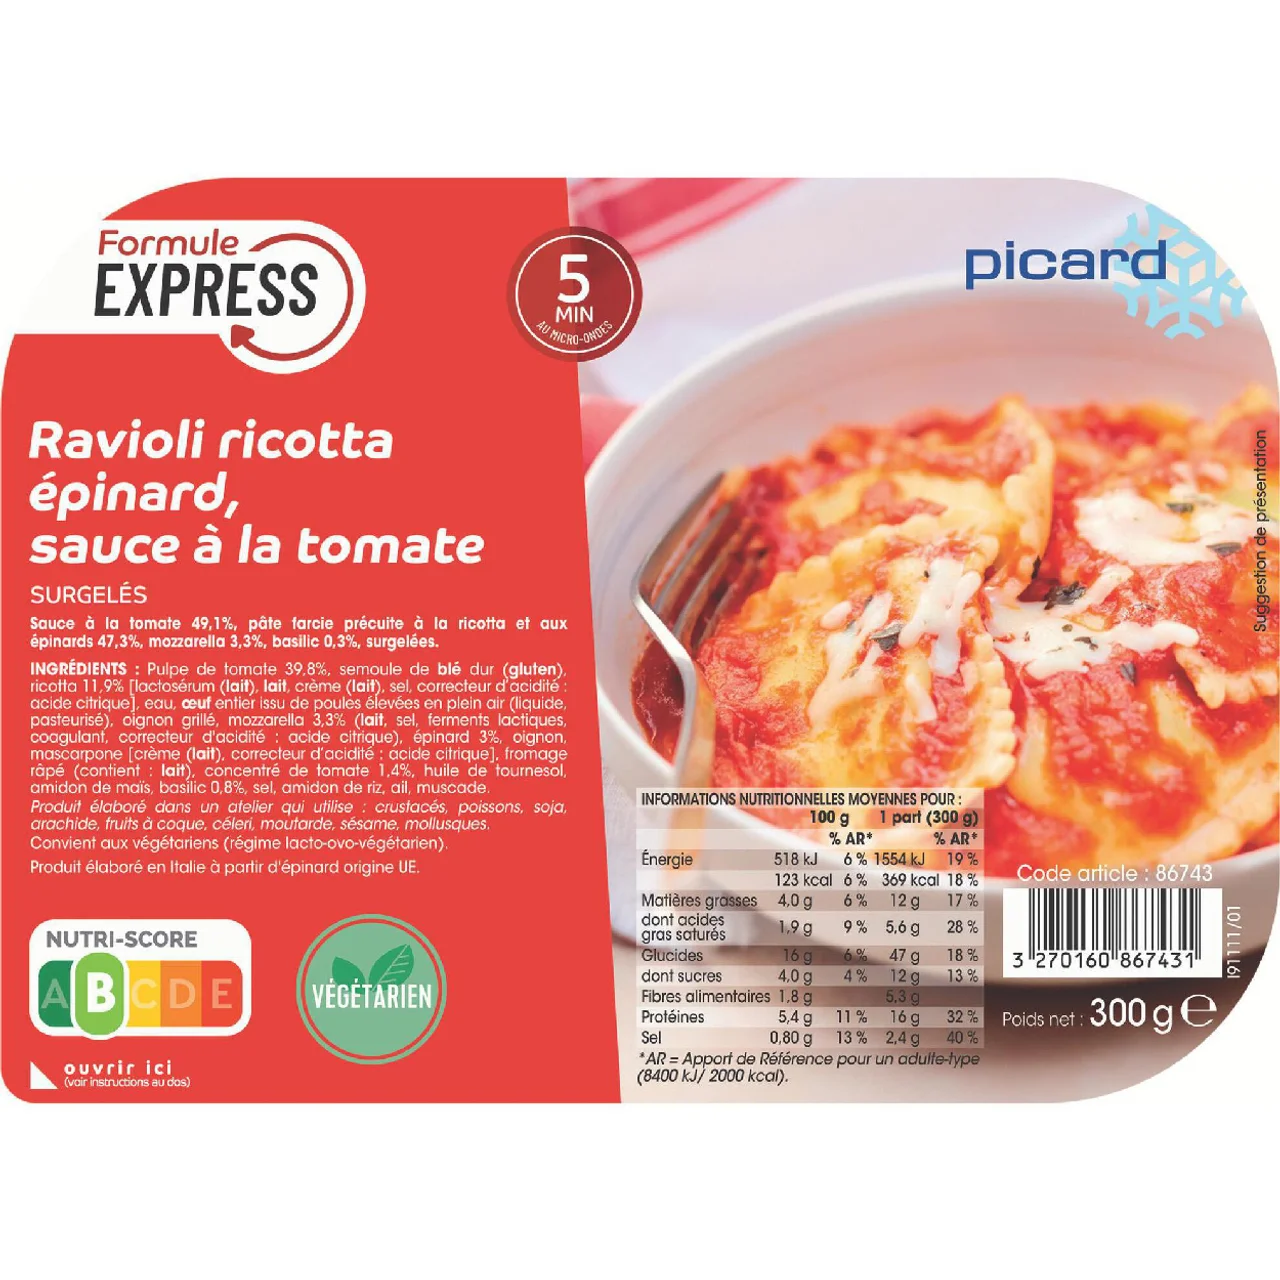 Formule
EXPRESS
5
MIN
AU MICRO-ONDES
picard
Ravioli ricotta
épinard,
sauce à la tomate
SURGELÉS
Sauce à la tomate 49,1%, pâte farcie précuite à la ricotta et aux
épinards 47,3%, mozzarella 3,3%, basilic 0,3%, surgelées.
INGRÉDIENTS : Pulpe de tomate 39,8%, semoule de blé dur (gluten),
ricotta 11,9% [lactosérum (lait), lait, crème (lait), sel, correcteur d'acidité :
acide citrique], eau, œuf entier issu de poules élevées en plein air (liquide,
pasteurisé), oignon grillé, mozzarella 3,3% (lait, sel, ferments lactiques,
coagulant, correcteur d'acidité : acide citrique), épinard 3%, oignon,
mascarpone [crème (lait), correcteur d'acidité : acide citrique], fromage
râpé (contient : lait), concentré de tomate 1,4%, huile de tournesol,
amidon de maïs, basilic 0,8%, sel, amidon de riz, ail, muscade.
Produit élaboré dans un atelier qui utilise : crustacés, poissons, soja,
arachide, fruits à coque, céleri, moutarde, sésame, mollusques.
Convient aux végétariens (régime lacto-ovo-végétarien).
Produit élaboré en Italie à partir d'épinard origine UE.
NUTRI-SCORE
A B C D E
VÉGÉTARIEN
ouvrir ici
(voir instructions au dos)
Suggestion de présentation
INFORMATIONS NUTRITIONNELLES MOYENNES POUR :
100 g 1 part (300 g)
% AR* % AR*
Énergie 518 kJ 6 % 1554 kJ 19 %
123 kcal 6 % 369 kcal 18 %
Matières grasses 4,0 g 6 % 12 g 17 %
dont acides
gras saturés 1,9 g 9 % 5,6 g 28 %
Glucides 16 g 6 % 47 g 18 %
dont sucres 4,0 g 4 % 12 g 13 %
Fibres alimentaires 1,8 g 5,3 g
Protéines 5,4 g 11 % 16 g 32 %
Sel 0,80 g 13 % 2,4 g 40 %
*AR = Apport de Référence pour un adulte-type
(8400 kJ/ 2000 kcal).
Code article : 86743
3 270160 867431
191111/01
Poids net : 300 g e